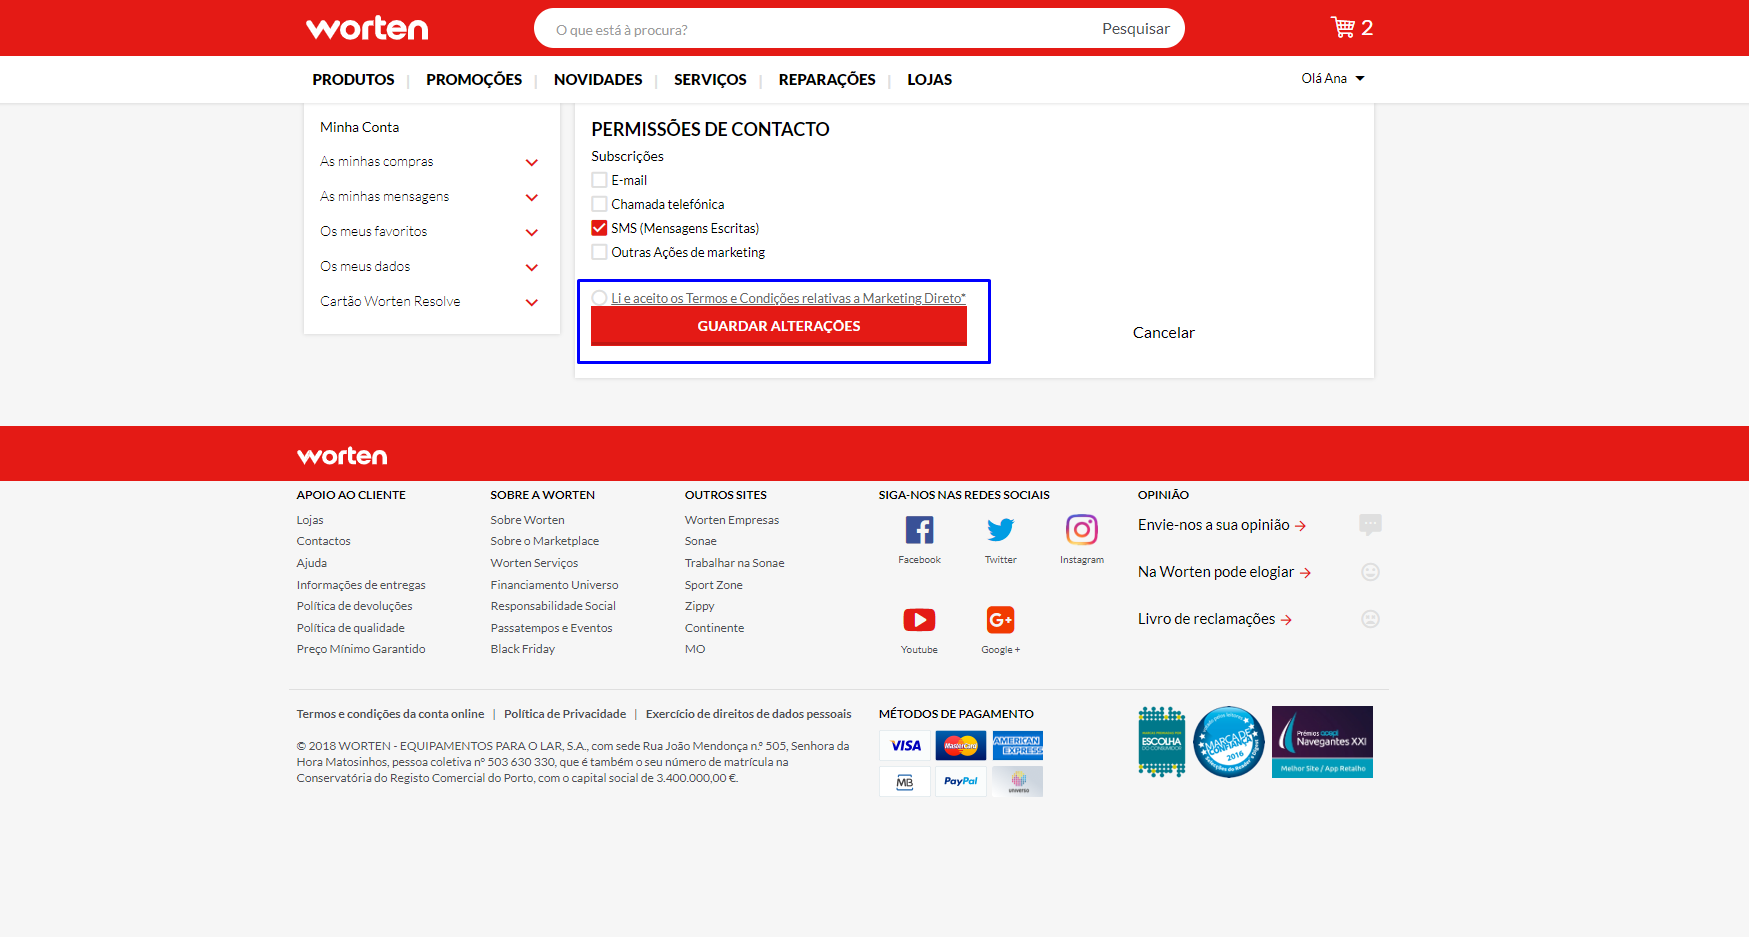 worten
O que está à procura?
Pesquisar
2
PRODUTOS | PROMOÇÕES | NOVIDADES | SERVIÇOS | REPARAÇÕES | LOJAS
Olá Ana
Minha Conta
As minhas compras
As minhas mensagens
Os meus favoritos
Os meus dados
Cartão Worten Resolve
PERMISSÕES DE CONTACTO
Subscrições
E-mail
Chamada telefónica
SMS (Mensagens Escritas)
Outras Ações de marketing
Li e aceito os Termos e Condições relativas a Marketing Direto*
GUARDAR ALTERAÇÕES
Cancelar
worten
APOIO AO CLIENTE
Lojas
Contactos
Ajuda
Informações de entregas
Política de devoluções
Política de qualidade
Preço Mínimo Garantido
SOBRE A WORTEN
Sobre Worten
Sobre o Marketplace
Worten Serviços
Financiamento Universo
Responsabilidade Social
Passatempos e Eventos
Black Friday
OUTROS SITES
Worten Empresas
Sonae
Trabalhar na Sonae
Sport Zone
Zippy
Continente
MO
SIGA-NOS NAS REDES SOCIAIS
Facebook
Twitter
Instagram
Youtube
G+
Google +
OPINIÃO
Envie-nos a sua opinião
Na Worten pode elogiar
Livro de reclamações
Termos e condições da conta online | Política de Privacidade | Exercício de direitos de dados pessoais
© 2018 WORTEN - EQUIPAMENTOS PARA O LAR, S.A., com sede Rua João Mendonça n.º 505, Senhora da
Hora Matosinhos, pessoa coletiva nº 503 630 330, que é também o seu número de matrícula na
Conservatória do Registo Comercial do Porto, com o capital social de 3.400.000,00 €.
MÉTODOS DE PAGAMENTO
VISA
MasterCard
AMERICAN
EXPRESS
MB
PayPal
universo
ESCOLHA
DO CONSUMIDOR
MARCA DE
CONFIANÇA
2016
Prémios acepi
Navegantes XXI
Melhor Site / App Retalho